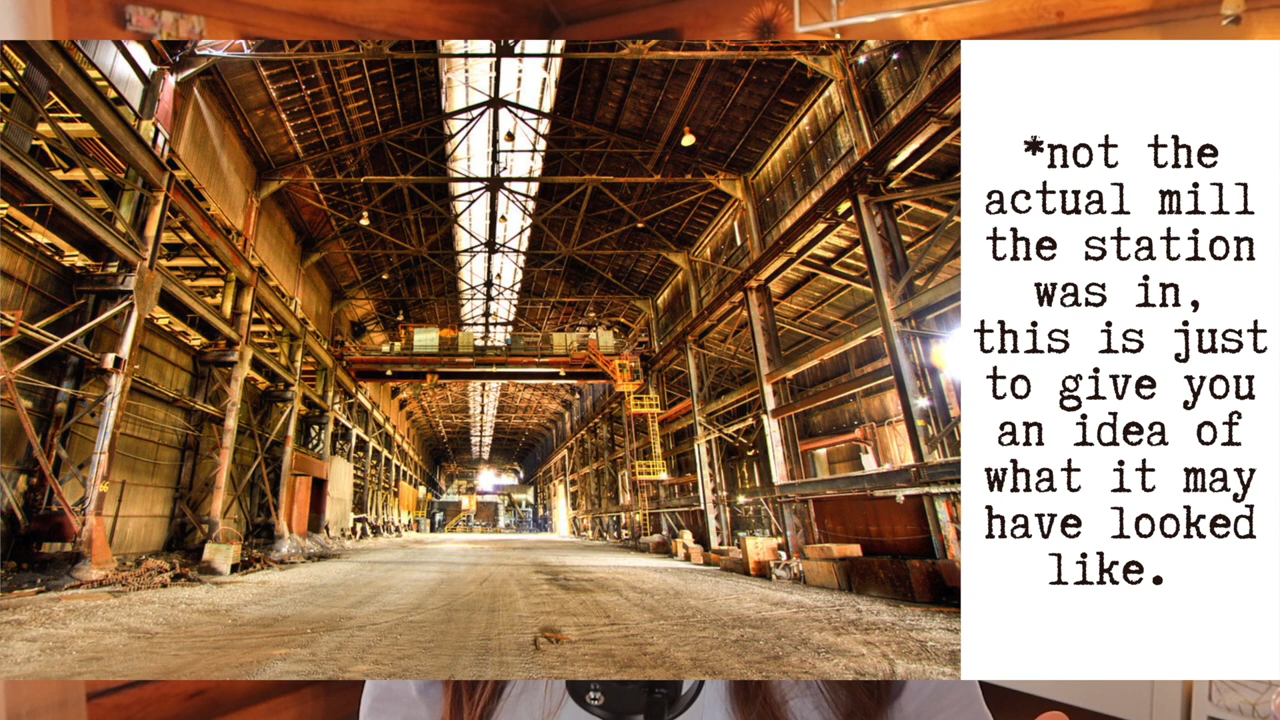 *not the
actual mill
the station
was in,
this is just
to give you
an idea of
what it may
have looked
like.
66